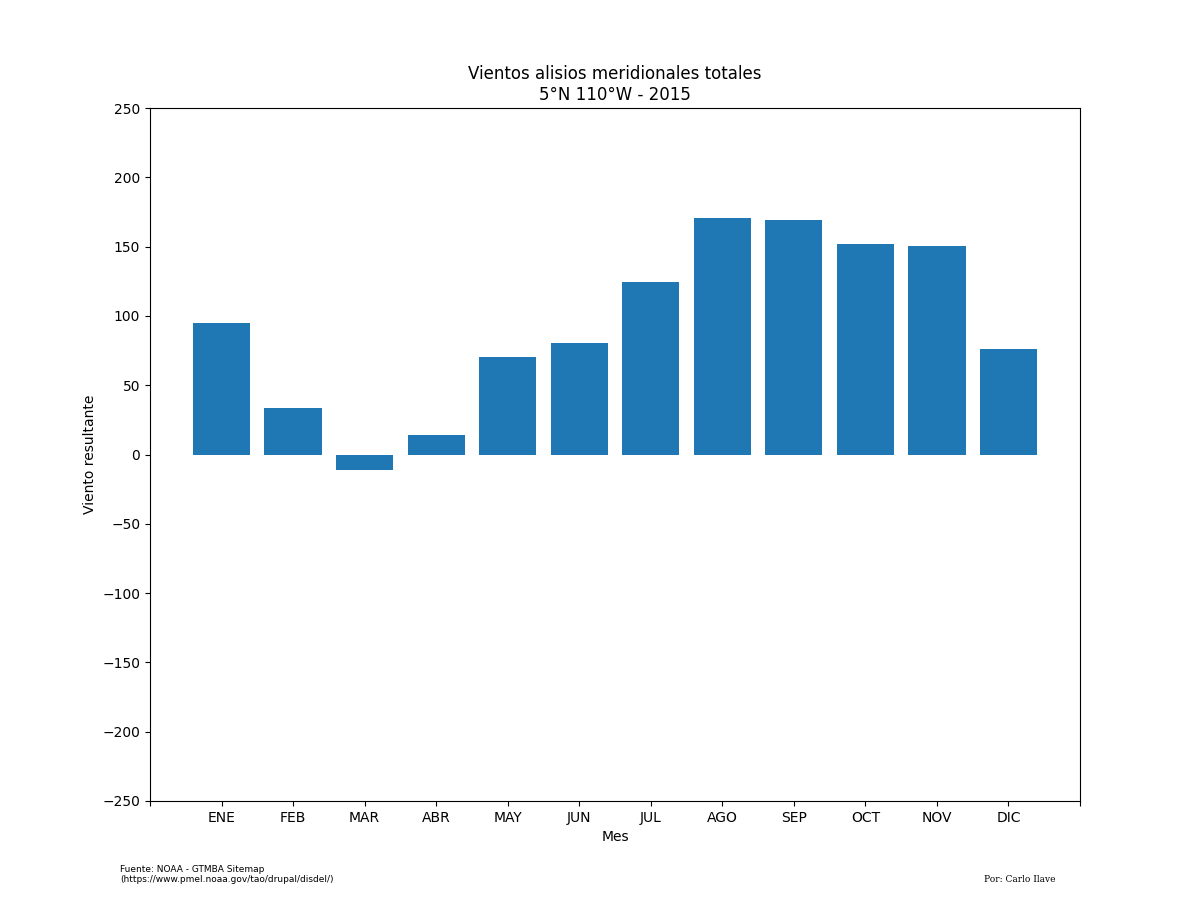 Vientos alisios meridionales totales
5°N 110°W - 2015
250
200
150
100
50
0
−50
−100
−150
−200
−250
Viento resultante
ENE FEB MAR ABR MAY JUN JUL AGO SEP OCT NOV DIC
Mes
Fuente: NOAA - GTMBA Sitemap
(https://www.pmel.noaa.gov/tao/drupal/disdel/)
Por: Carlo Ilave